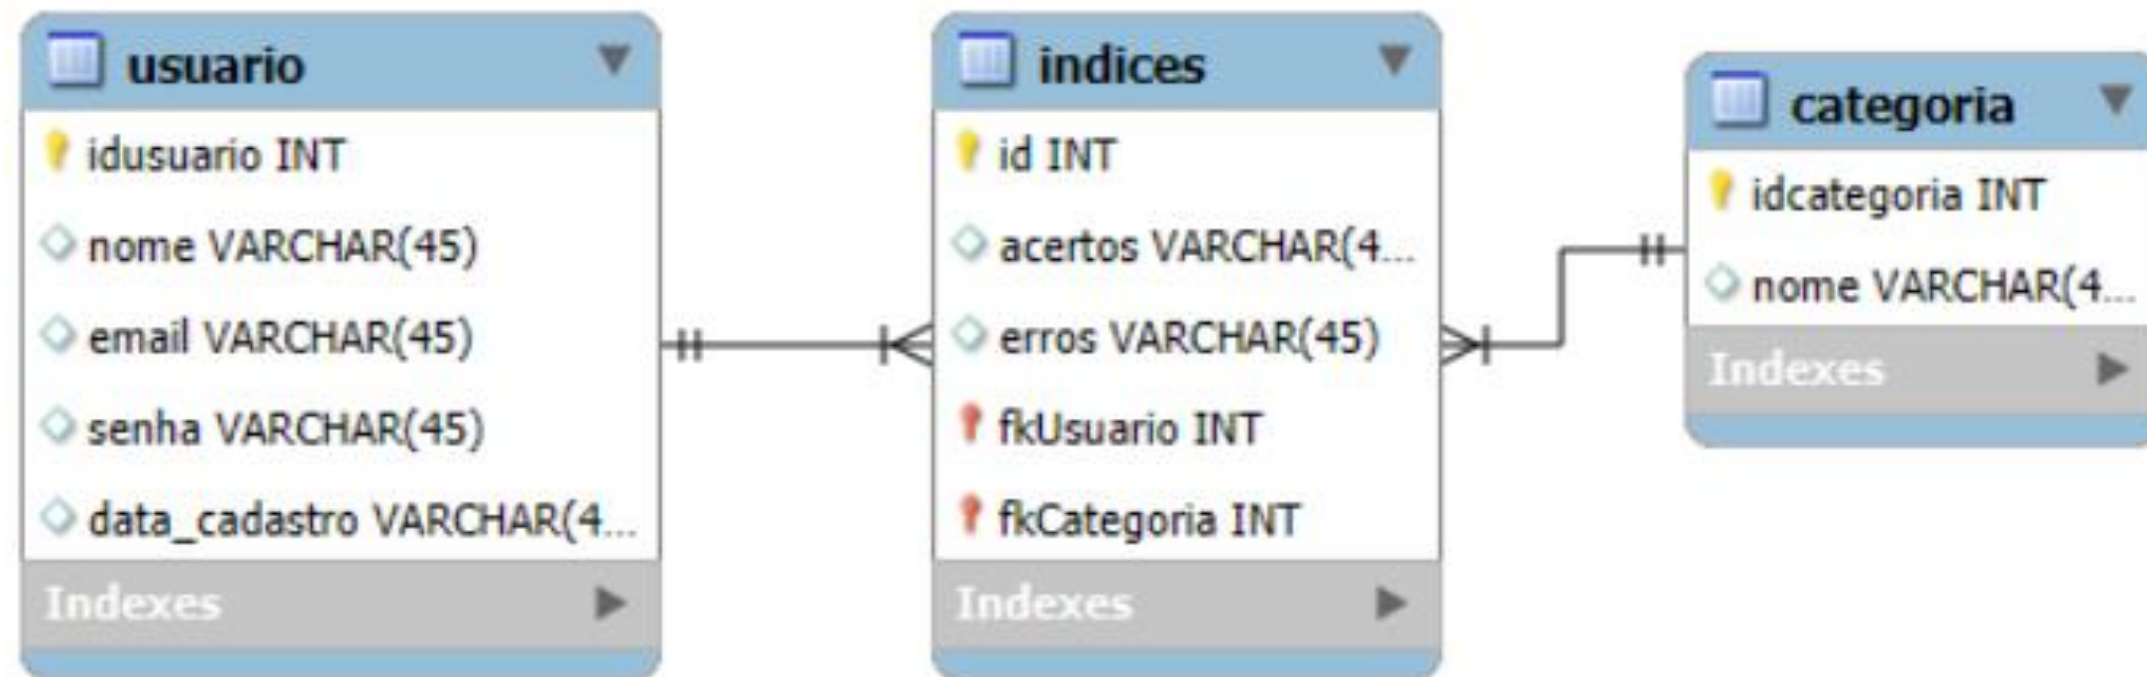 usuario
idusuario INT
nome VARCHAR(45)
email VARCHAR(45)
senha VARCHAR(45)
data_cadastro VARCHAR(4...
Indexes
indices
id INT
acertos VARCHAR(4...
erros VARCHAR(45)
fkUsuario INT
fkCategoria INT
Indexes
categoria
idcategoria INT
nome VARCHAR(4...
Indexes